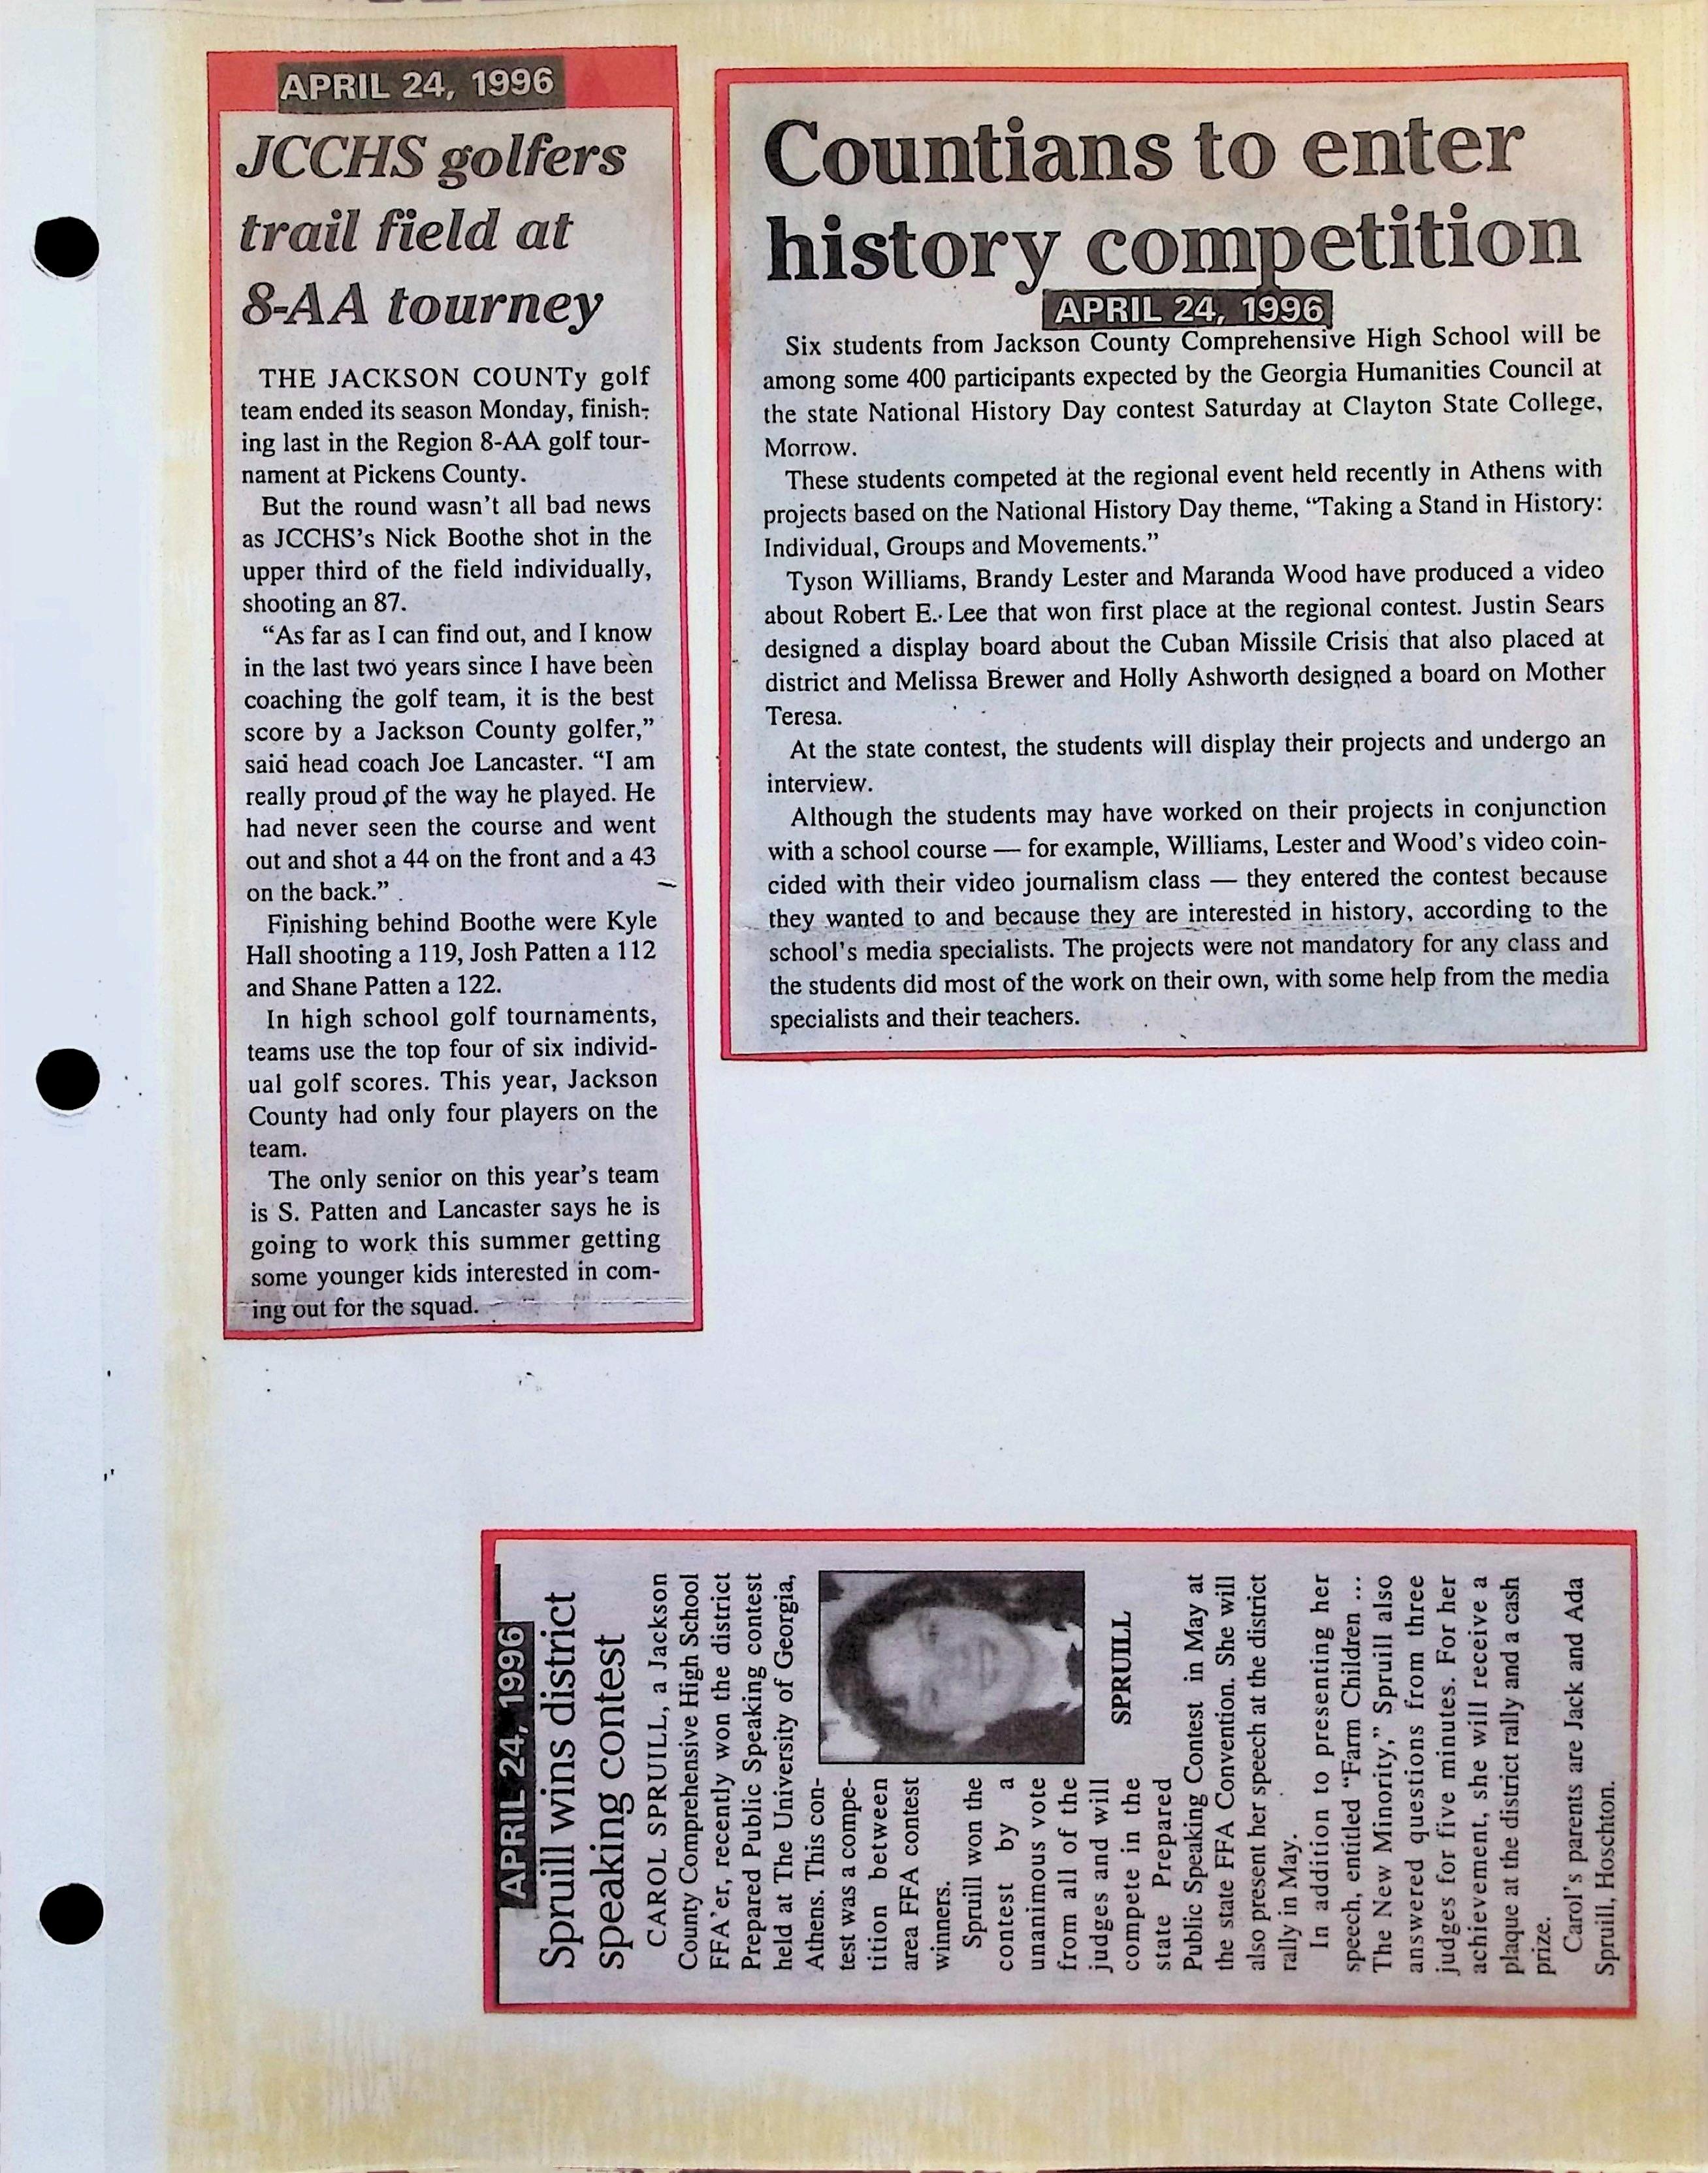 APRIL 24, 1996
JCCHS golfers
trail field at
8-AA tourney
THE JACKSON COUNTy golf
team ended its season Monday, finish-
ing last in the Region 8-AA golf tour-
nament at Pickens County.
But the round wasn't all bad news
as JCCHS's Nick Boothe shot in the
upper third of the field individually,
shooting an 87.
“As far as I can find out, and I know
in the last two years since I have been
coaching the golf team, it is the best
score by a Jackson County golfer,”
said head coach Joe Lancaster. “I am
really proud of the way he played. He
had never seen the course and went
out and shot a 44 on the front and a 43
on the back.”
Finishing behind Boothe were Kyle
Hall shooting a 119, Josh Patten a 112
and Shane Patten a 122.
In high school golf tournaments,
teams use the top four of six individ-
ual golf scores. This year, Jackson
County had only four players on the
team.
The only senior on this year's team
is S. Patten and Lancaster says he is
going to work this summer getting
some younger kids interested in com-
ing out for the squad.
Countians to enter
history competition
APRIL 24, 1996
Six students from Jackson County Comprehensive High School will be
among some 400 participants expected by the Georgia Humanities Council at
the state National History Day contest Saturday at Clayton State College,
Morrow.
These students competed at the regional event held recently in Athens with
projects based on the National History Day theme, “Taking a Stand in History:
Individual, Groups and Movements.”
Tyson Williams, Brandy Lester and Maranda Wood have produced a video
about Robert E. Lee that won first place at the regional contest. Justin Sears
designed a display board about the Cuban Missile Crisis that also placed at
district and Melissa Brewer and Holly Ashworth designed a board on Mother
Teresa.
At the state contest, the students will display their projects and undergo an
interview.
Although the students may have worked on their projects in conjunction
with a school course — for example, Williams, Lester and Wood's video coin-
cided with their video journalism class — they entered the contest because
they wanted to and because they are interested in history, according to the
school's media specialists. The projects were not mandatory for any class and
the students did most of the work on their own, with some help from the media
specialists and their teachers.
APRIL 24, 1996
Spruill wins district
speaking contest
CAROL SPRUILL, a Jackson
County Comprehensive High School
FFA'er, recently won the district
Prepared Public Speaking contest
held at The University of Georgia,
Athens. This con-
test was a compe-
tition between
area FFA contest
winners.
Spruill won the
contest by a
unanimous vote
from all of the
judges and will
compete in the
state Prepared
SPRUILL
Public Speaking Contest in May at
the state FFA Convention. She will
also present her speech at the district
rally in May.
In addition to presenting her
speech, entitled “Farm Children ...
The New Minority,” Spruill also
answered questions from three
judges for five minutes. For her
achievement, she will receive a
plaque at the district rally and a cash
prize.
Carol's parents are Jack and Ada
Spruill, Hoschton.